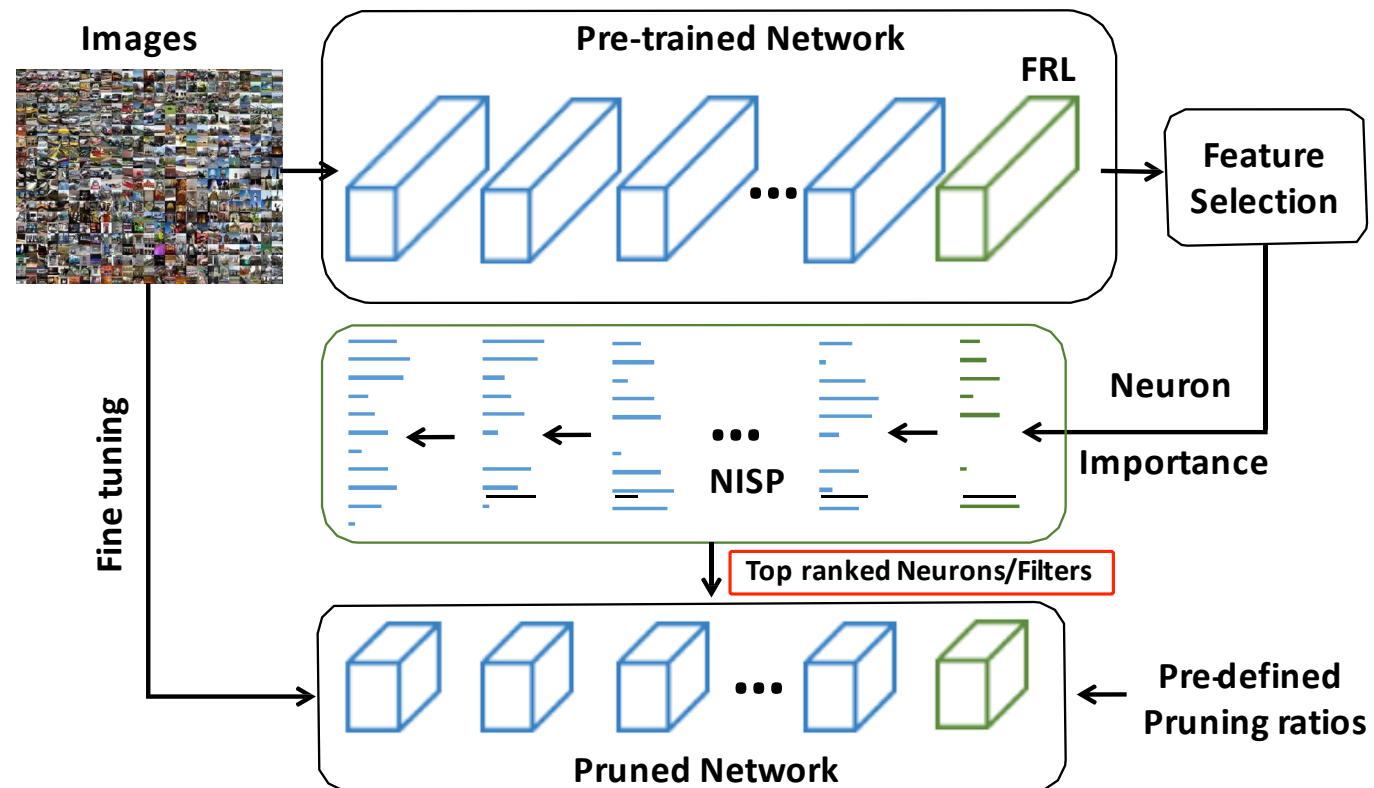 Images
Pre-trained Network
FRL
Feature
Selection
Neuron
Importance
NISP
Fine tuning
Top ranked Neurons/Filters
Pre-defined
Pruning ratios
Pruned Network